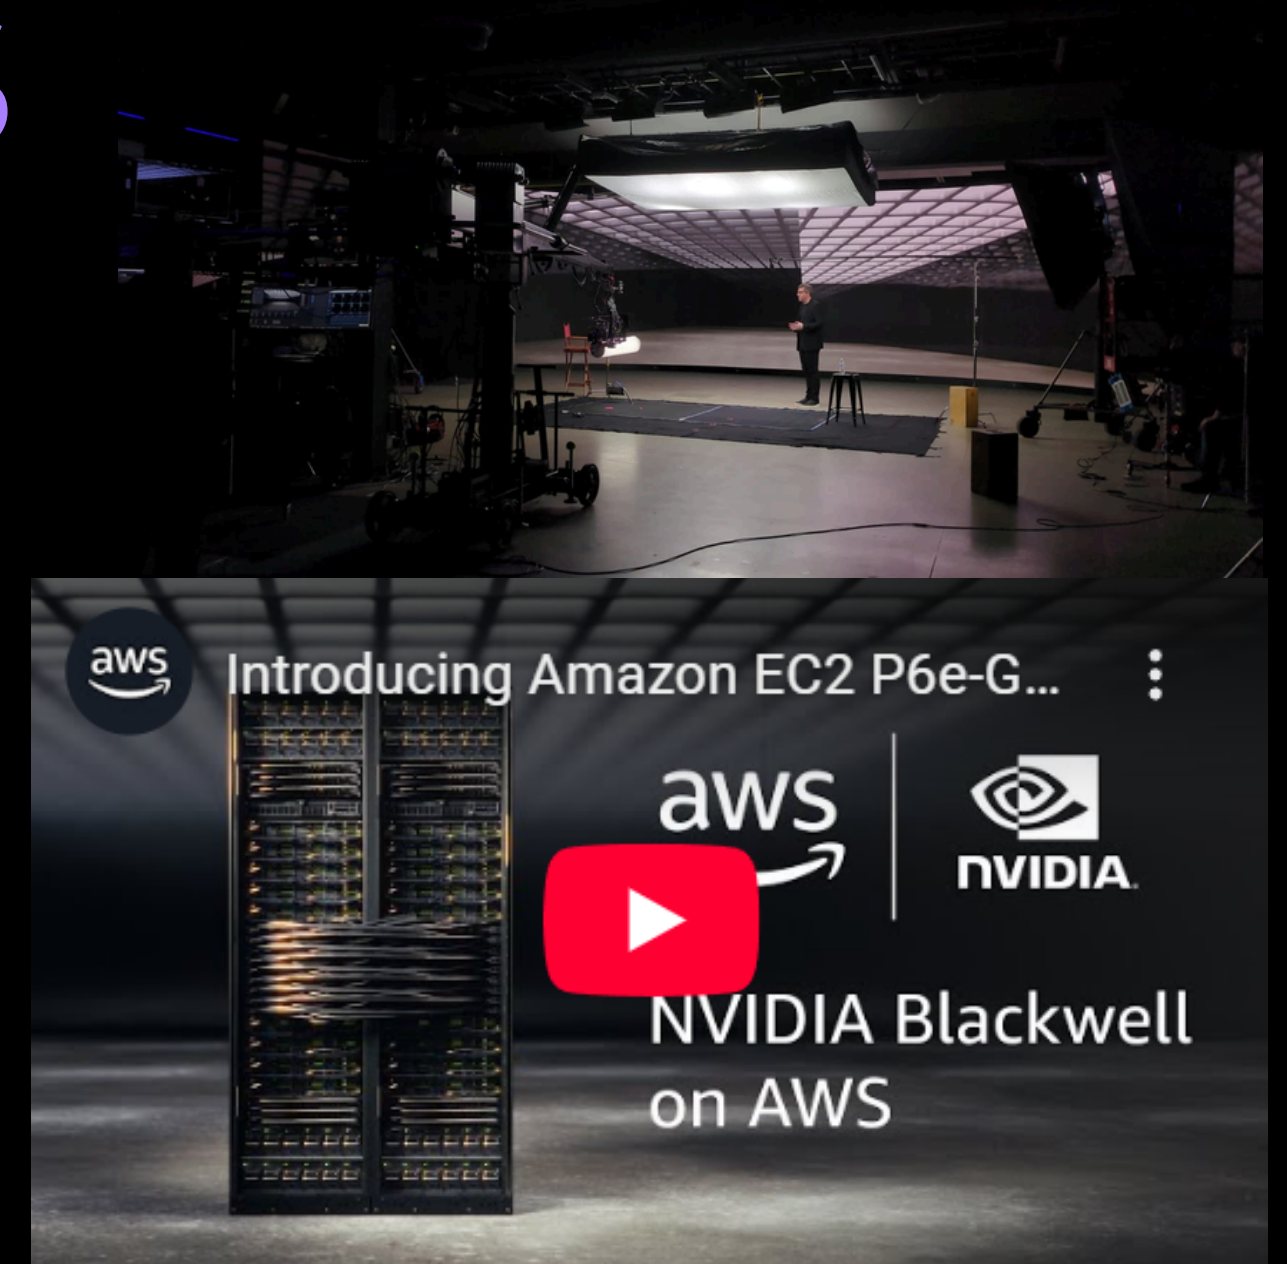 aws
Introducing Amazon EC2 P6e-G...
aws
NVIDIA.
NVIDIA Blackwell
on AWS